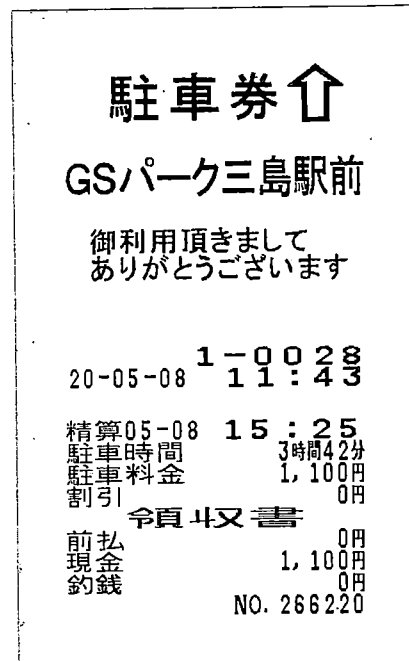 駐車券⇧
GSパーク三島駅前
御利用頂きまして
ありがとうございます
1-0028
20-05-08 11:43
精算05-08 15:25
駐車時間 3時間42分
駐車料金 1,100円
割引 0円
領収書
前払 0円
現金 1,100円
釣銭 0円
NO. 266220